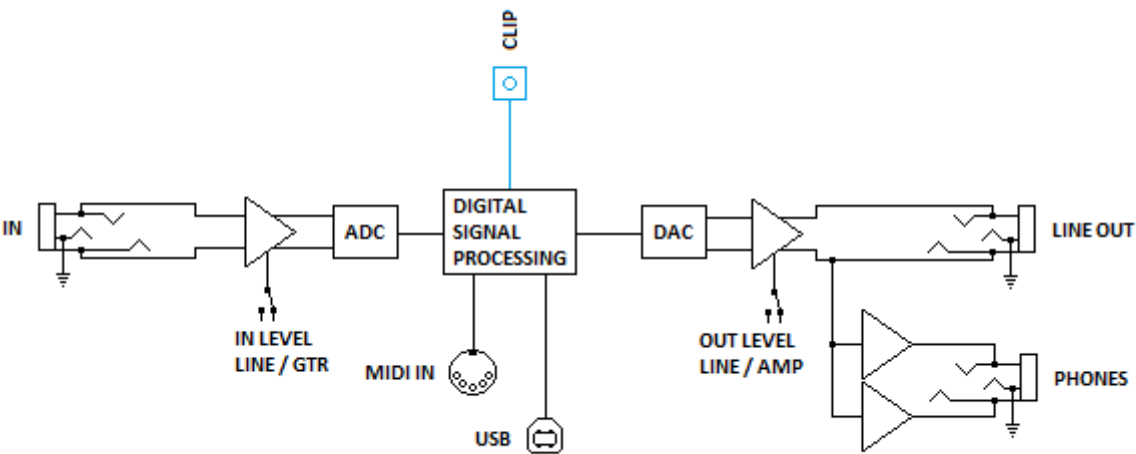 CLIP
IN
ADC
DIGITAL
SIGNAL
PROCESSING
DAC
LINE OUT
IN LEVEL
LINE / GTR
MIDI IN
USB
OUT LEVEL
LINE / AMP
PHONES